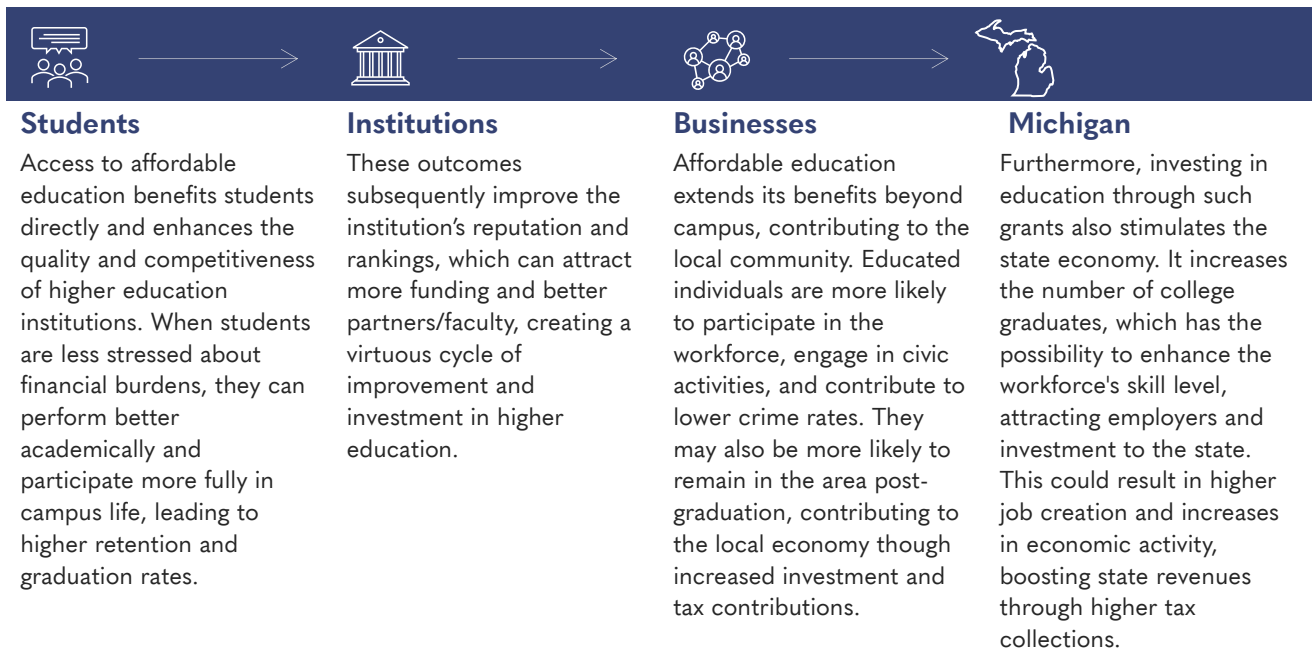 Students
Access to affordable
education benefits students
directly and enhances the
quality and competitiveness
of higher education
institutions. When students
are less stressed about
financial burdens, they can
perform better
academically and
participate more fully in
campus life, leading to
higher retention and
graduation rates.
Institutions
These outcomes
subsequently improve the
institution’s reputation and
rankings, which can attract
more funding and better
partners/faculty, creating a
virtuous cycle of
improvement and
investment in higher
education.
Businesses
Affordable education
extends its benefits beyond
campus, contributing to the
local community. Educated
individuals are more likely
to participate in the
workforce, engage in civic
activities, and contribute to
lower crime rates. They
may also be more likely to
remain in the area post-
graduation, contributing to
the local economy though
increased investment and
tax contributions.
Michigan
Furthermore, investing in
education through such
grants also stimulates the
state economy. It increases
the number of college
graduates, which has the
possibility to enhance the
workforce's skill level,
attracting employers and
investment to the state.
This could result in higher
job creation and increases
in economic activity,
boosting state revenues
through higher tax
collections.